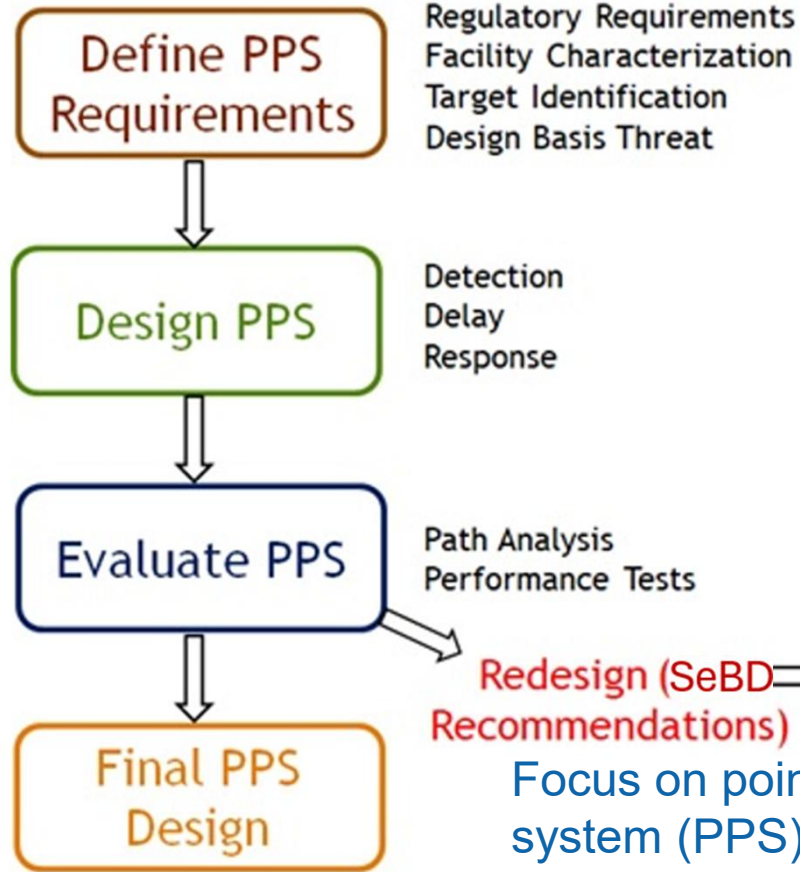 Define PPS
Requirements
Regulatory Requirements
Facility Characterization
Target Identification
Design Basis Threat
Design PPS
Detection
Delay
Response
Evaluate PPS
Path Analysis
Performance Tests
Redesign (SeBD
Recommendations)
Final PPS
Design
Focus on poin
system (PPS)